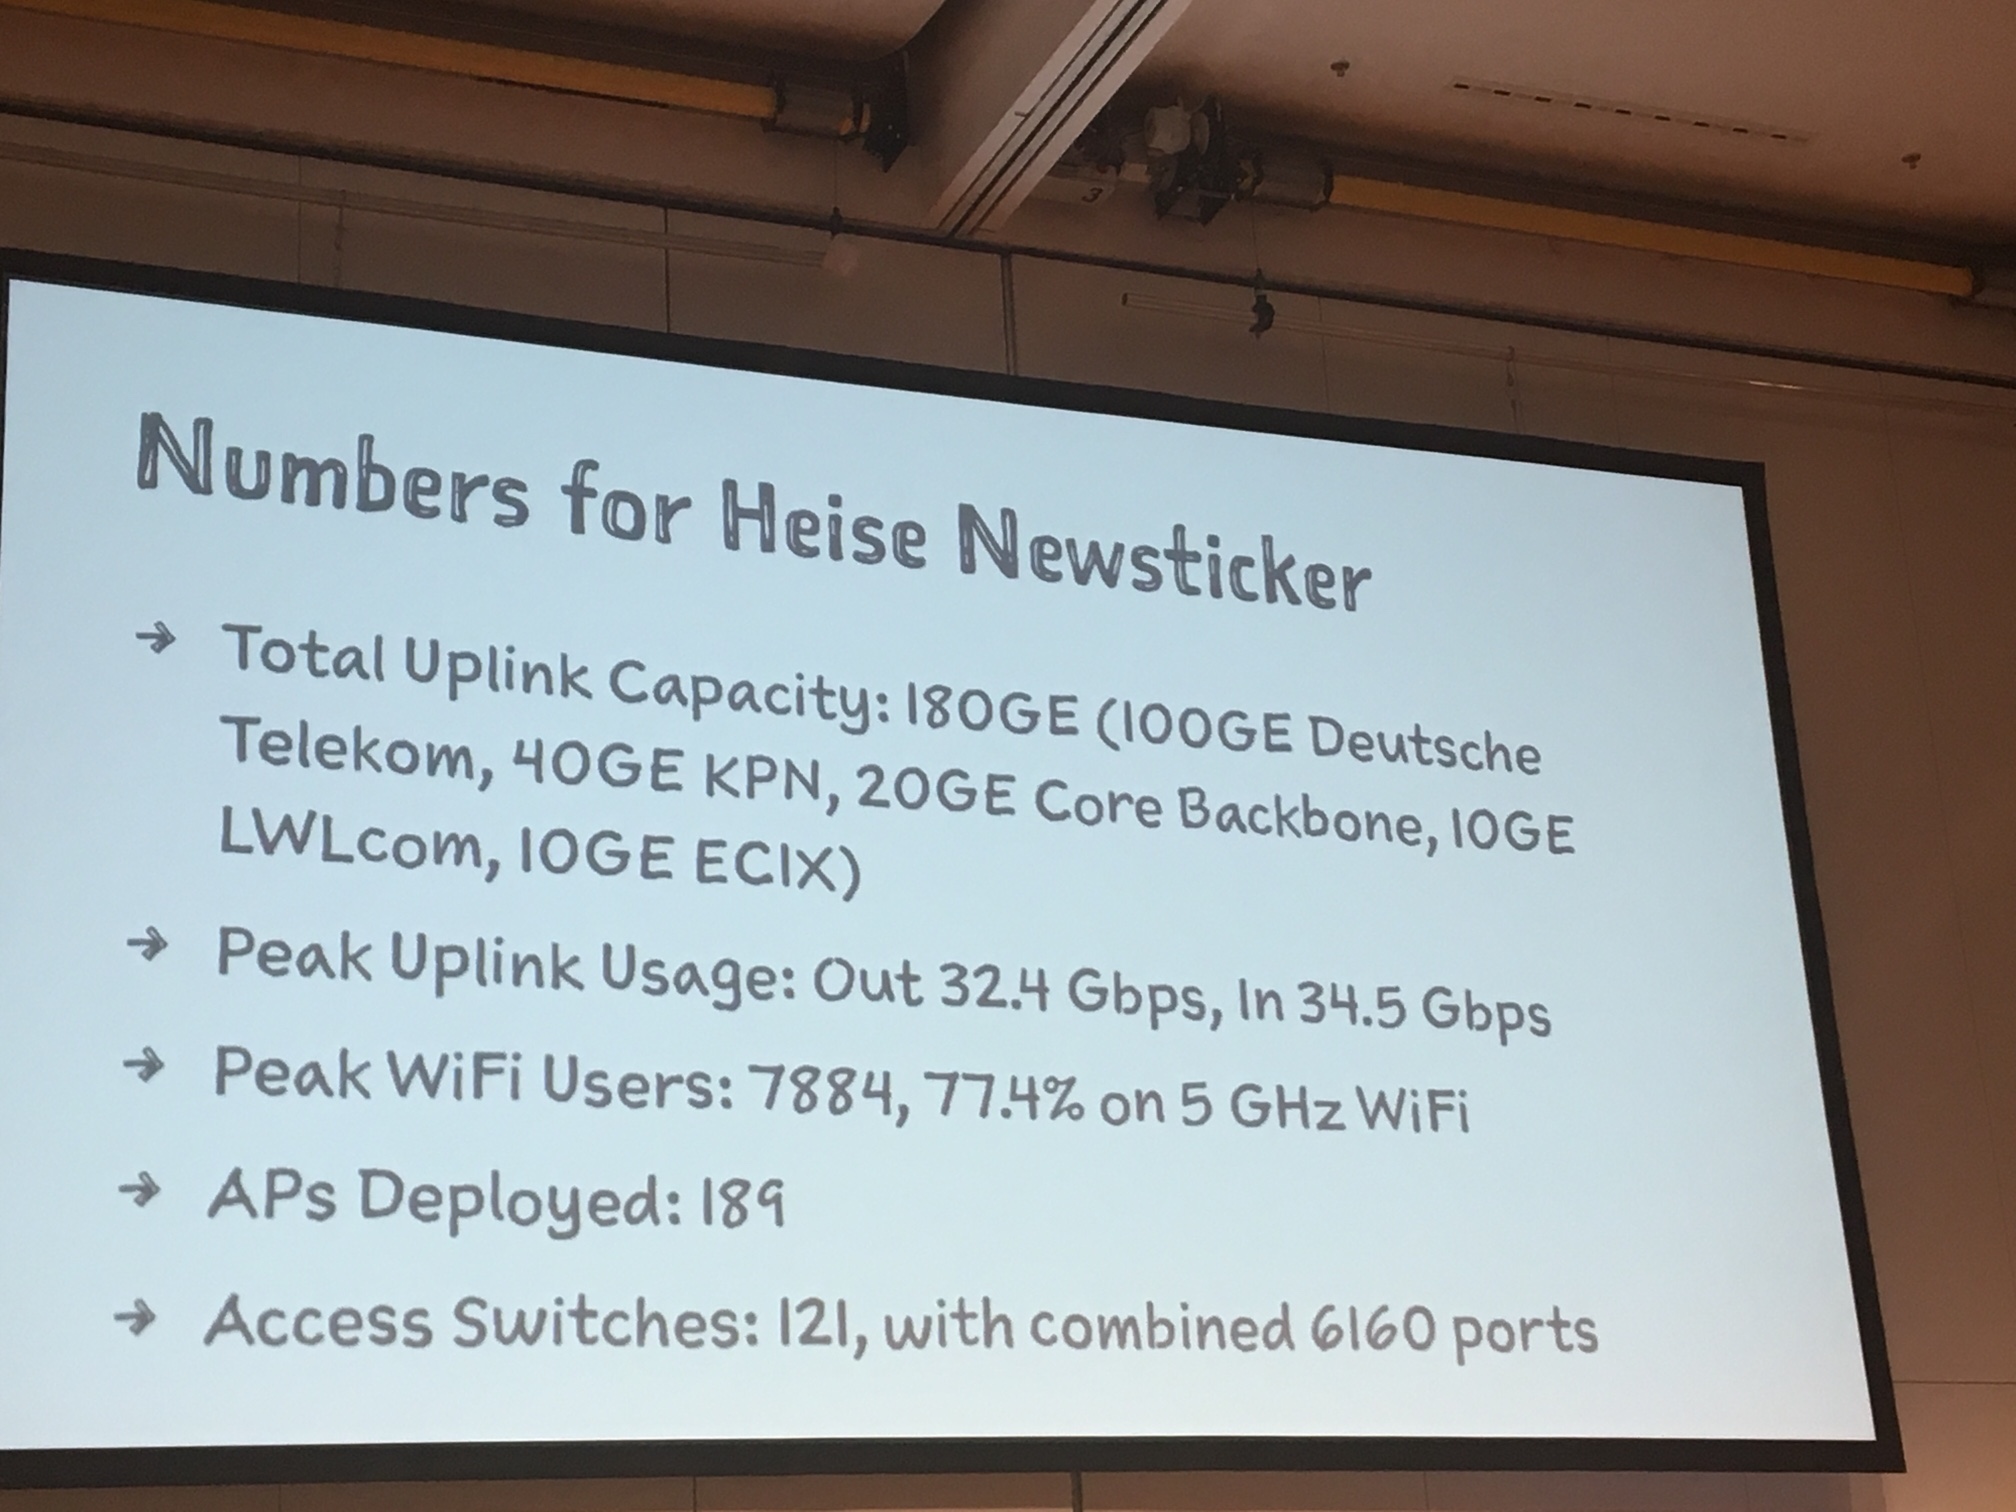 Numbers for Heise Newsticker
→ Total Uplink Capacity: 180GE (100GE Deutsche
Telekom, 40GE KPN, 20GE Core Backbone, 10GE
LWLcom, 10GE ECIX)
→ Peak Uplink Usage: Out 32.4 Gbps, In 34.5 Gbps
→ Peak WiFi Users: 7884, 77.4% on 5 GHz WiFi
→ APs Deployed: 189
→ Access Switches: 121, with combined 6160 ports
3